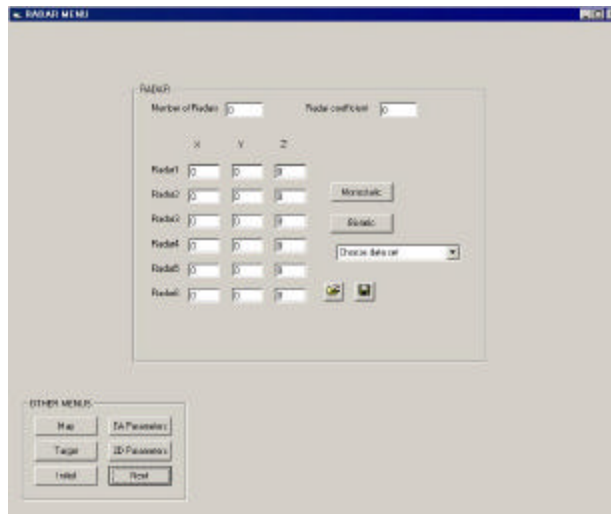 RADAR MENU
RADAR
Number of Radars 0 Radar coefficient 0
X Y Z
Radar1 0 0 0
Radar2 0 0 0
Radar3 0 0 0
Radar4 0 0 0
Radar5 0 0 0
Radar6 0 0 0
Monostatic
Bistatic
Choose data set
OTHER MENUS
Map
Target
Initial Next
Parameters
Parameters